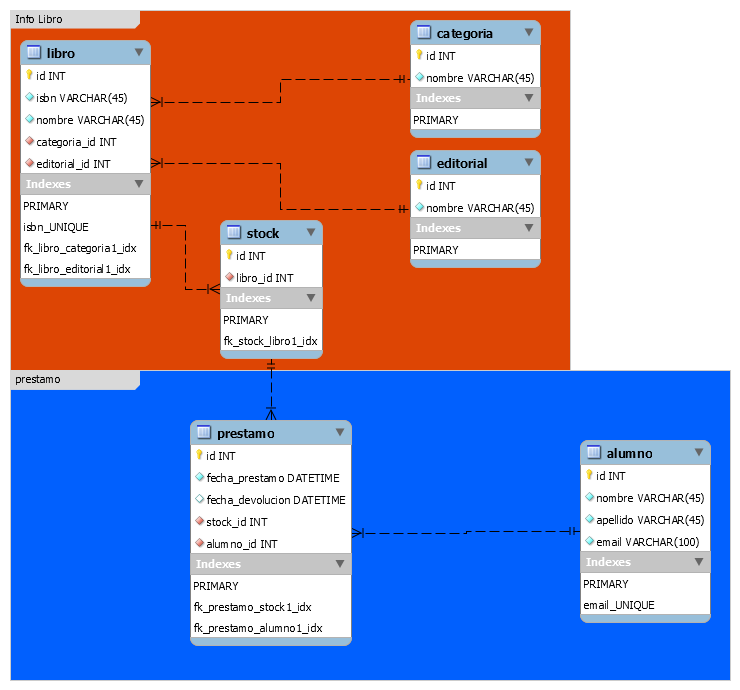 Info Libro
libro
id INT
isbn VARCHAR(45)
nombre VARCHAR(45)
categoria_id INT
editorial_id INT
Indexes
PRIMARY
isbn_UNIQUE
fk_libro_categoria1_idx
fk_libro_editorial1_idx
categoria
id INT
nombre VARCHAR(45)
Indexes
PRIMARY
editorial
id INT
nombre VARCHAR(45)
Indexes
PRIMARY
stock
id INT
libro_id INT
Indexes
PRIMARY
fk_stock_libro1_idx
prestamo
prestamo
id INT
fecha_prestamo DATETIME
fecha_devolucion DATETIME
stock_id INT
alumno_id INT
Indexes
PRIMARY
fk_prestamo_stock1_idx
fk_prestamo_alumno1_idx
alumno
id INT
nombre VARCHAR(45)
apellido VARCHAR(45)
email VARCHAR(100)
Indexes
PRIMARY
email_UNIQUE